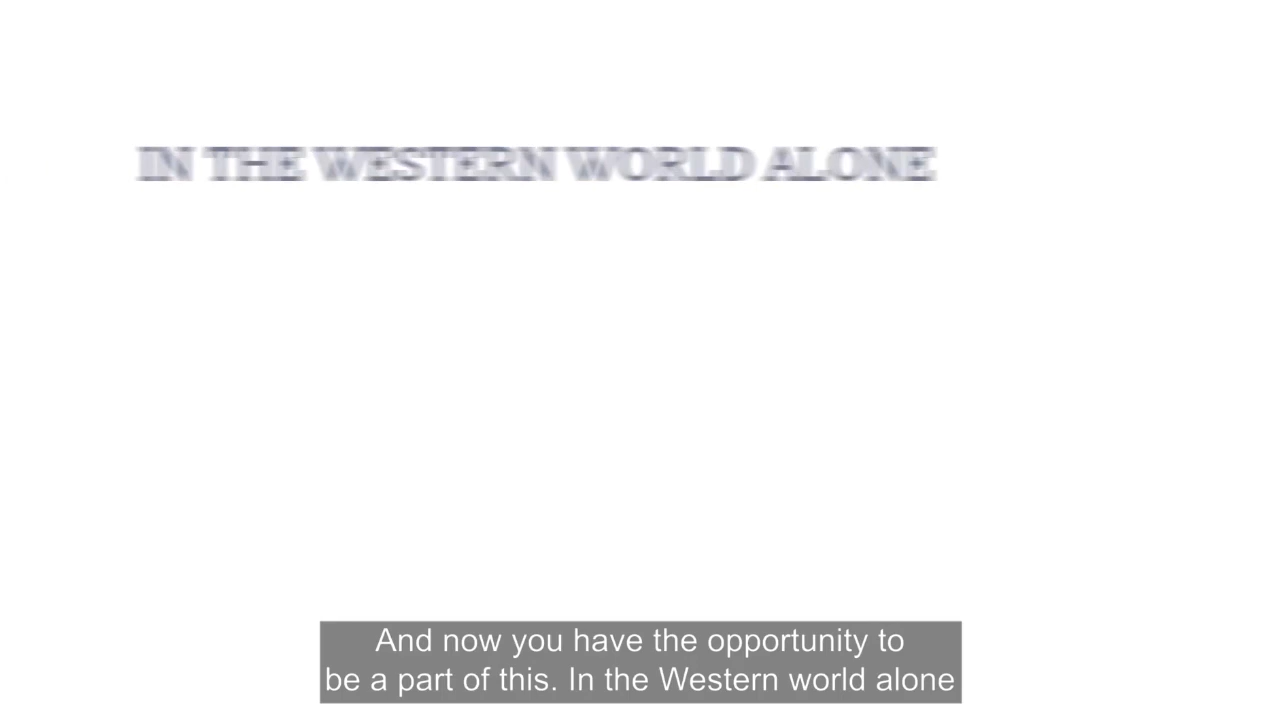 IN THE WESTERN WORLD ALONE
And now you have the opportunity to
be a part of this. In the Western world alone